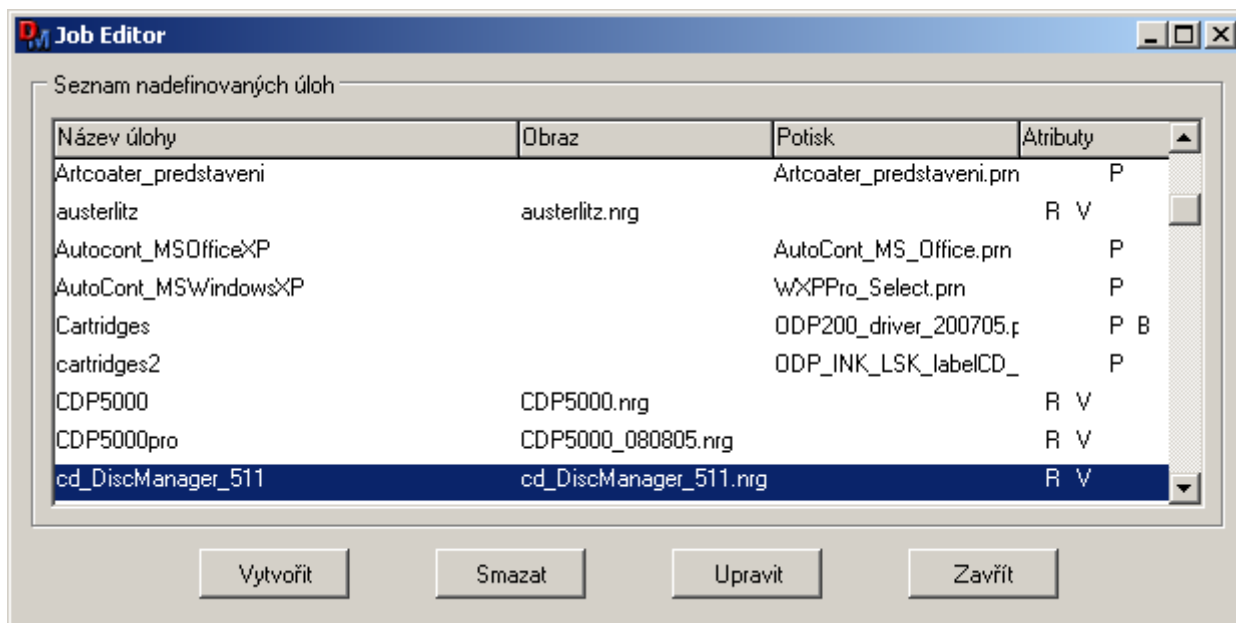 DM Job Editor
Seznam nadefinovaných úloh
Název úlohy Obraz Potisk Atributy
Artcoater_predstaveni Artcoater_predstaveni.prn P
austerlitz austerlitz.nrg R V
Autocont_MSOfficeXP AutoCont_MS_Office.prn P
AutoCont_MSWindowsXP WXPPro_Select.prn P
Cartridges ODP200_driver_200705.p P B
cartridges2 ODP_INK_LSK_labelCD_ P
CDP5000 CDP5000.nrg R V
CDP5000pro CDP5000_080805.nrg R V
cd_DiscManager_511 cd_DiscManager_511.nrg R V
Vytvořit Smazat Upravit Zavřít